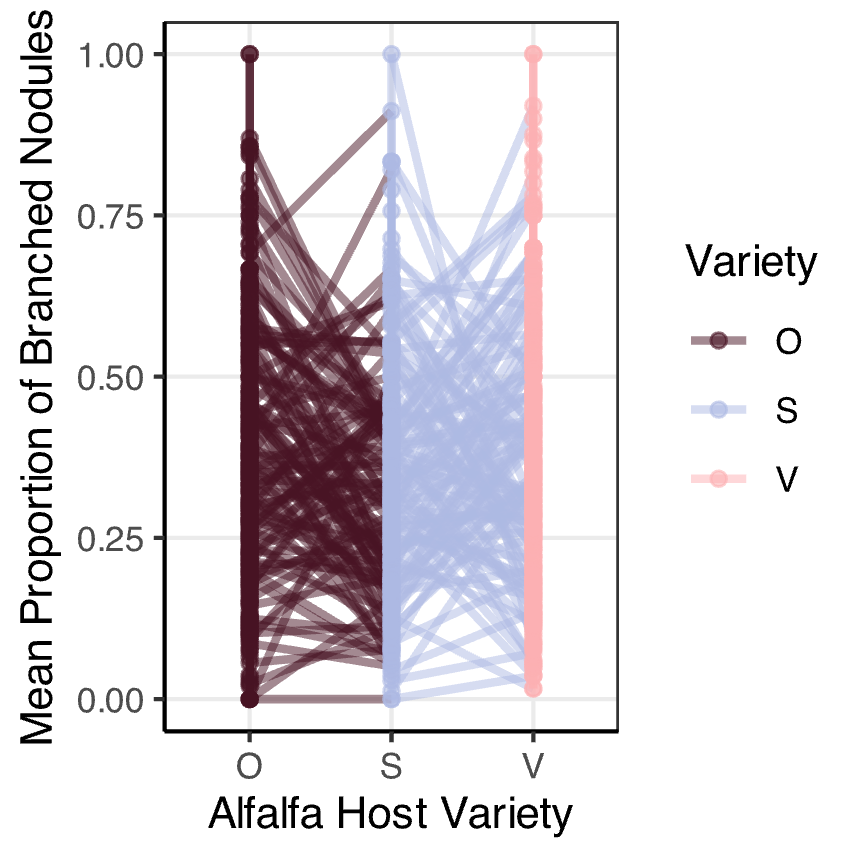 Mean Proportion of Branched Nodules
1.00
0.75
0.50
0.25
0.00
O S V
Alfalfa Host Variety
Variety
O
S
V